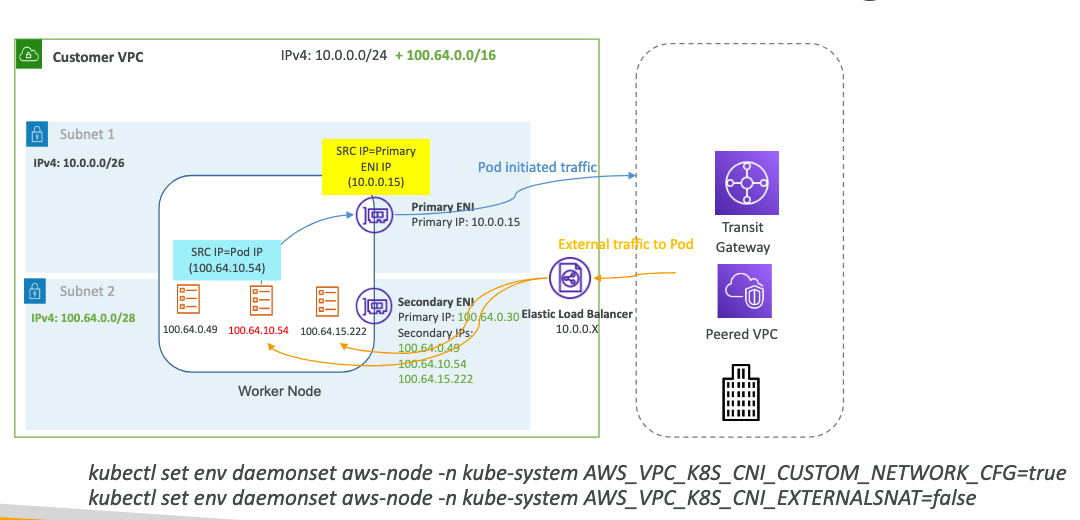 Customer VPC
IPv4: 10.0.0.0/24 + 100.64.0.0/16
Subnet 1
IPv4: 10.0.0.0/26
SRC IP=Primary
ENI IP
(10.0.0.15)
Pod initiated traffic
Primary ENI
Primary IP: 10.0.0.15
SRC IP=Pod IP
(100.64.10.54)
Transit
Gateway
External traffic to Pod
Subnet 2
IPv4: 100.64.0.0/28
100.64.0.49
100.64.10.54
100.64.15.222
Secondary ENI
Primary IP: 100.64.0.30
Secondary IPs:
100.64.0.49
100.64.10.54
100.64.15.222
Elastic Load Balancer
10.0.0.X
Peered VPC
Worker Node
kubectl set env daemonset aws-node -n kube-system AWS_VPC_K8S_CNI_CUSTOM_NETWORK_CFG=true
kubectl set env daemonset aws-node -n kube-system AWS_VPC_K8S_CNI_EXTERNALSNAT=false